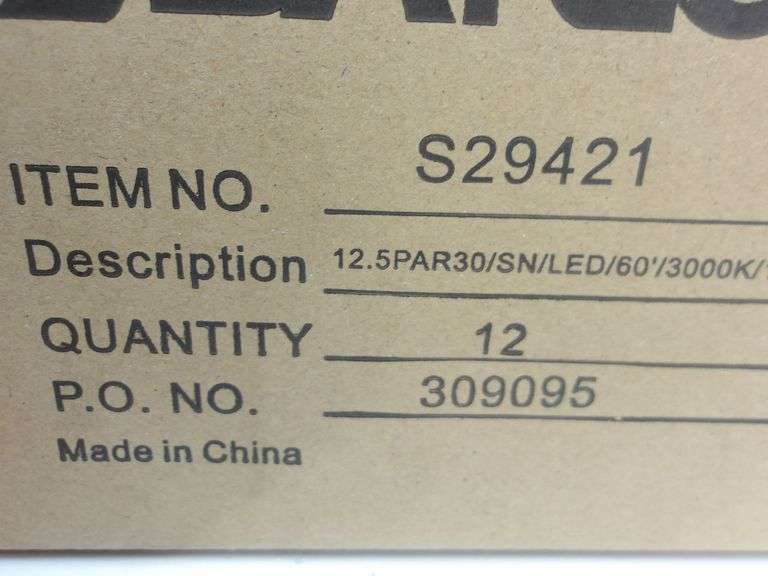 ITEM NO. S29421
Description 12.5PAR30/SN/LED/60'/3000K/
QUANTITY 12
P.O. NO. 309095
Made in China